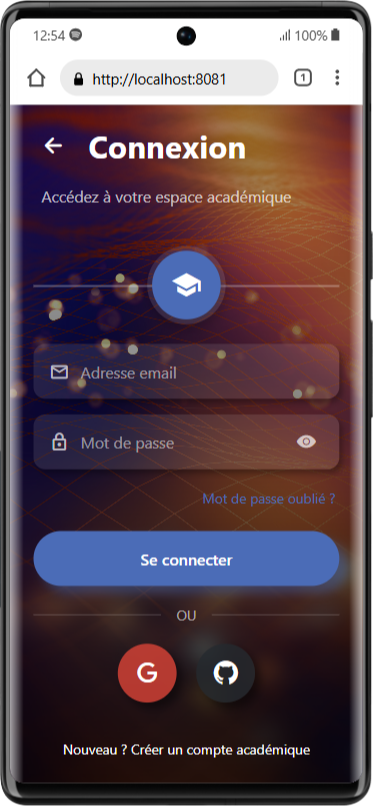 12:54
100%
http://localhost:8081
1
Connexion
Accédez à votre espace académique
Adresse email
Mot de passe
Mot de passe oublié ?
Se connecter
OU
G
Nouveau ? Créer un compte académique